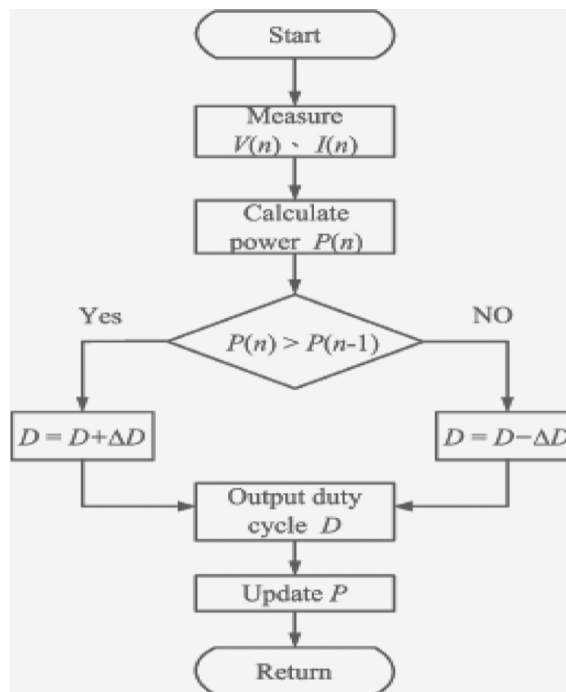 Start
Measure
V(n)、 I(n)
Calculate
power P(n)
Yes
P(n) > P(n-1)
NO
D = D+ΔD
D = D−ΔD
Output duty
cycle D
Update P
Return